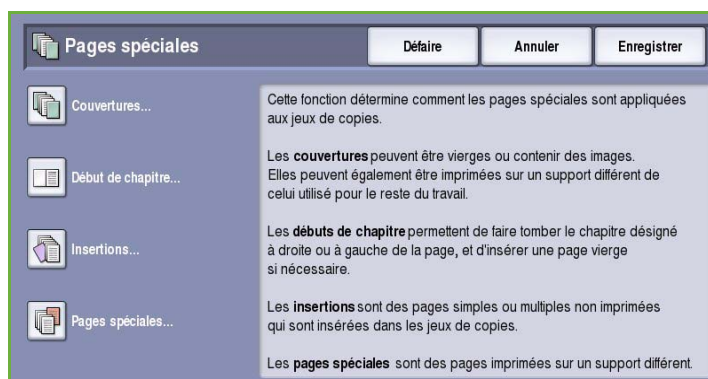 Pages spéciales
Défaire
Annuler
Enregistrer
Couvertures...
Début de chapitre...
Insertions...
Pages spéciales...
Cette fonction détermine comment les pages spéciales sont appliquées
aux jeux de copies.
Les couvertures peuvent être vierges ou contenir des images.
Elles peuvent également être imprimées sur un support différent de
celui utilisé pour le reste du travail.
Les débuts de chapitre permettent de faire tomber le chapitre désigné
à droite ou à gauche de la page, et d'insérer une page vierge
si nécessaire.
Les insertions sont des pages simples ou multiples non imprimées
qui sont insérées dans les jeux de copies.
Les pages spéciales sont des pages imprimées sur un support différent.